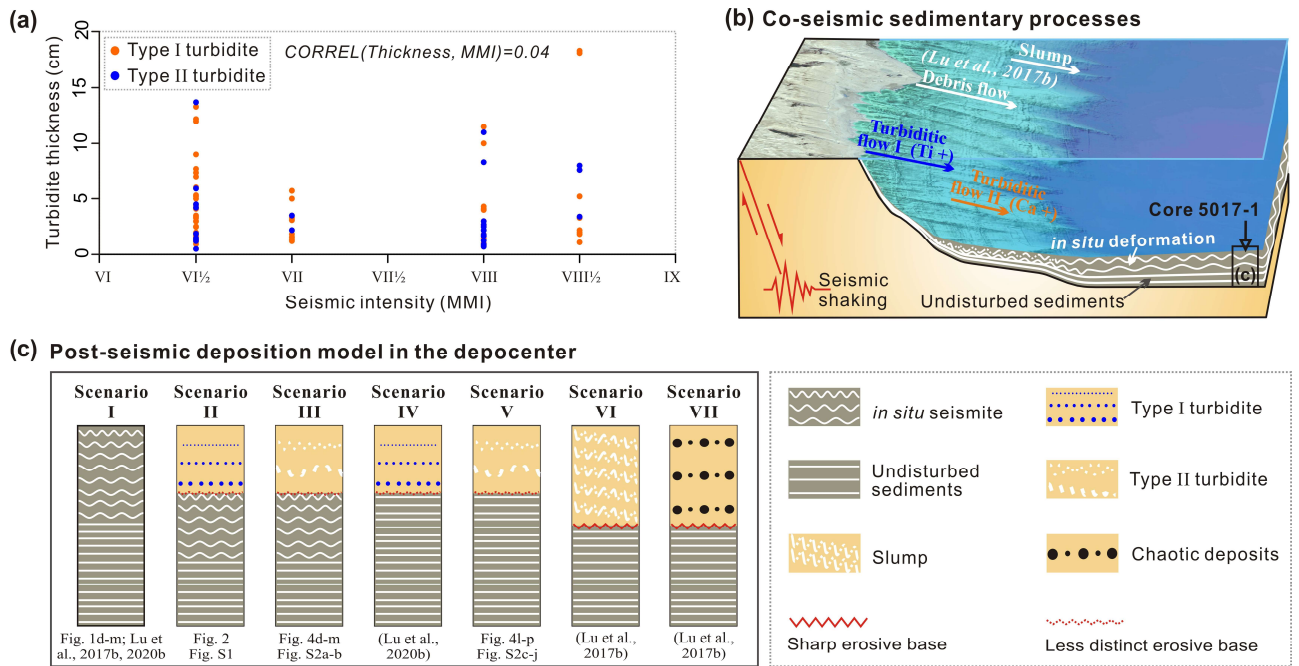 (a)
20
15
10
5
0
Turbidite thickness (cm)
Type I turbidite
Type II turbidite
CORREL(Thickness, MMI)=0.04
VI
VI½
VII
VII½
VIII
VIII½
IX
Seismic intensity (MMI)
(b) Co-seismic sedimentary processes
Slump
(Lu et al., 2017b)
Debris flow
Turbiditic
flow I (Ti +)
Turbiditic
flow II (Ca +)
Core 5017-1
in situ deformation
(c)
Seismic
shaking
Undisturbed sediments
(c) Post-seismic deposition model in the depocenter
Scenario
I
Scenario
II
Scenario
III
Scenario
IV
Scenario
V
Scenario
VI
Scenario
VII
Fig. 1d-m; Lu et
al., 2017b, 2020b
Fig. 2
Fig. S1
Fig. 4d-m
Fig. S2a-b
(Lu et al.,
2020b)
Fig. 4l-p
Fig. S2c-j
(Lu et al.,
2017b)
(Lu et al.,
2017b)
in situ seismite
Type I turbidite
Undisturbed
sediments
Type II turbidite
Slump
Chaotic deposits
Sharp erosive base
Less distinct erosive base